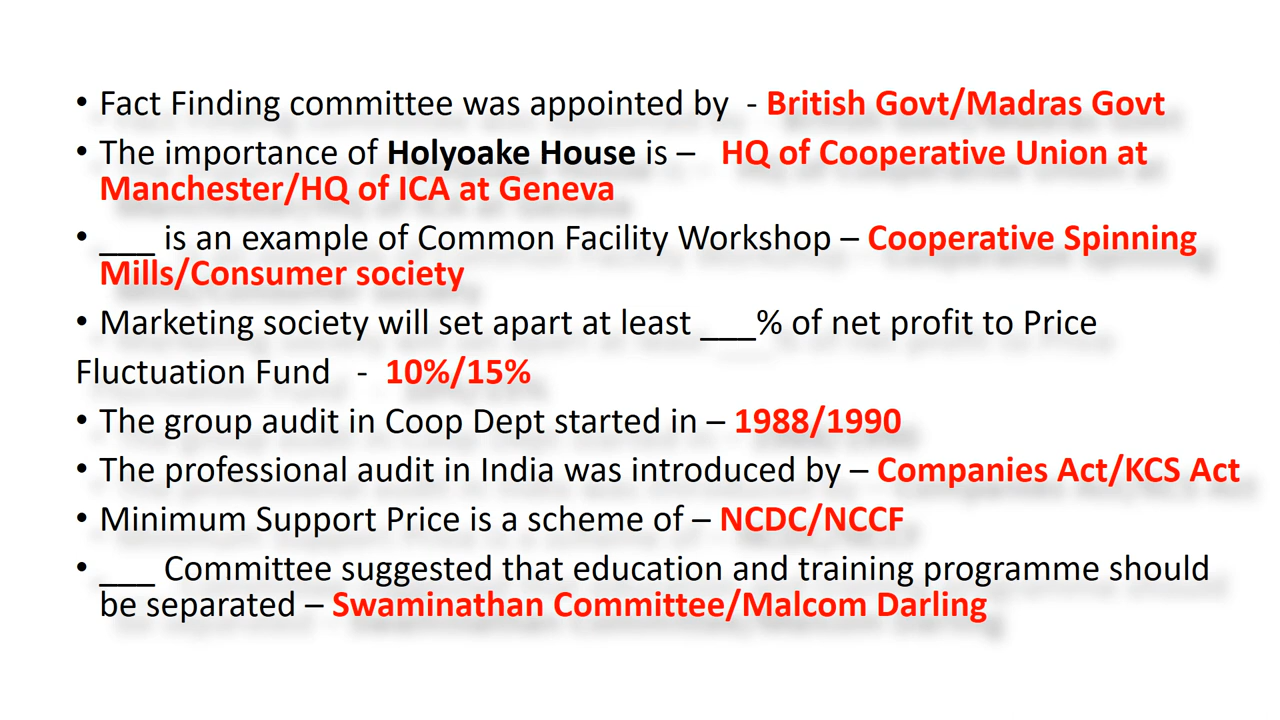 • Fact Finding committee was appointed by - British Govt/Madras Govt
• The importance of Holyoake House is – HQ of Cooperative Union at
Manchester/HQ of ICA at Geneva
• ___ is an example of Common Facility Workshop – Cooperative Spinning
Mills/Consumer society
• Marketing society will set apart at least ___% of net profit to Price
Fluctuation Fund - 10%/15%
• The group audit in Coop Dept started in – 1988/1990
• The professional audit in India was introduced by – Companies Act/KCS Act
• Minimum Support Price is a scheme of – NCDC/NCCF
• ___ Committee suggested that education and training programme should
be separated – Swaminathan Committee/Malcom Darling